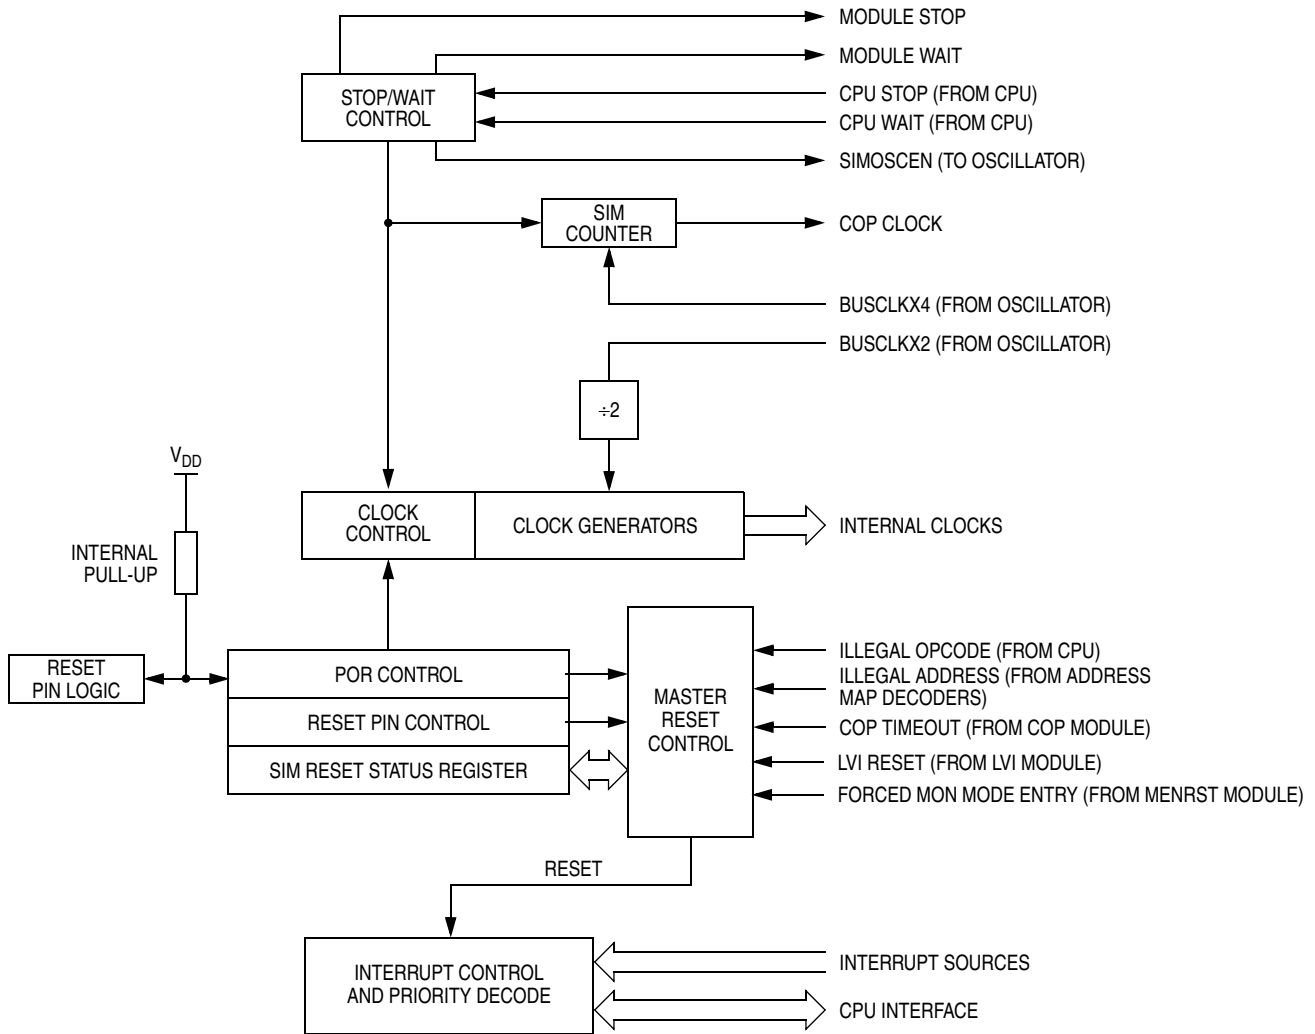 MODULE STOP
MODULE WAIT
STOP/WAIT
CONTROL
CPU STOP (FROM CPU)
CPU WAIT (FROM CPU)
SIMOSCEN (TO OSCILLATOR)
SIM
COUNTER
COP CLOCK
BUSCLKX4 (FROM OSCILLATOR)
BUSCLKX2 (FROM OSCILLATOR)
÷2
VDD
CLOCK
CONTROL
CLOCK GENERATORS
INTERNAL CLOCKS
INTERNAL
PULL-UP
RESET
PIN LOGIC
POR CONTROL
RESET PIN CONTROL
SIM RESET STATUS REGISTER
MASTER
RESET
CONTROL
ILLEGAL OPCODE (FROM CPU)
ILLEGAL ADDRESS (FROM ADDRESS
MAP DECODERS)
COP TIMEOUT (FROM COP MODULE)
LVI RESET (FROM LVI MODULE)
FORCED MON MODE ENTRY (FROM MENRST MODULE)
RESET
INTERRUPT CONTROL
AND PRIORITY DECODE
INTERRUPT SOURCES
CPU INTERFACE